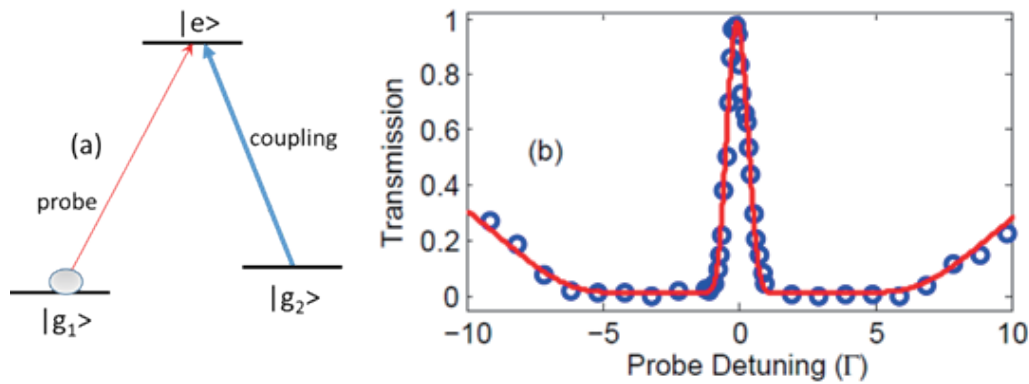 |e>
(a)
probe
coupling
|g₁>
|g₂>
1
0.8
0.6
0.4
0.2
0
Transmission
(b)
−10
−5
0
5
10
Probe Detuning (Γ)